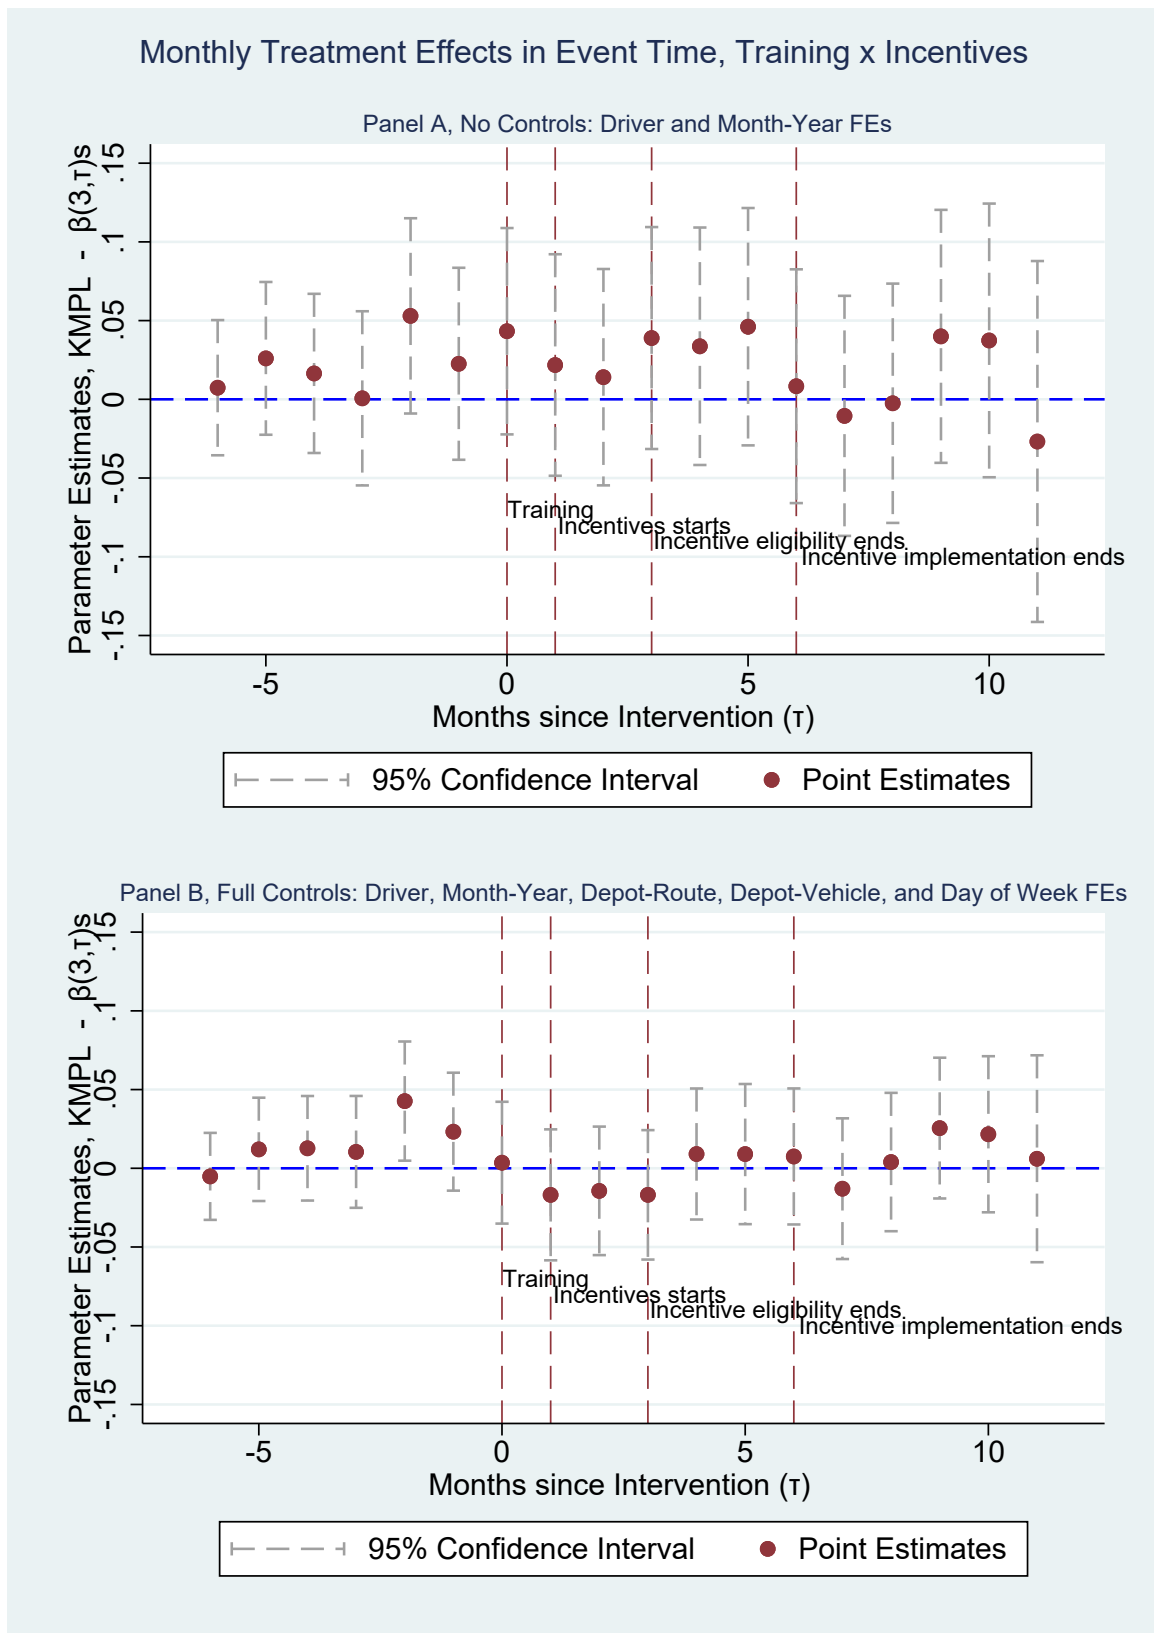 Monthly Treatment Effects in Event Time, Training x Incentives
Panel A, No Controls: Driver and Month-Year FEs
Parameter Estimates, KMPL - β(3,τ)s
.15
.1
.05
0
-.05
-.1
-.15
Training
Incentives starts
Incentive eligibility ends
Incentive implementation ends
-5 0 5 10
Months since Intervention (τ)
95% Confidence Interval Point Estimates
Panel B, Full Controls: Driver, Month-Year, Depot-Route, Depot-Vehicle, and Day of Week FEs
Parameter Estimates, KMPL - β(3,τ)s
.15
.1
.05
0
-.05
-.1
-.15
Training
Incentives starts
Incentive eligibility ends
Incentive implementation ends
-5 0 5 10
Months since Intervention (τ)
95% Confidence Interval Point Estimates